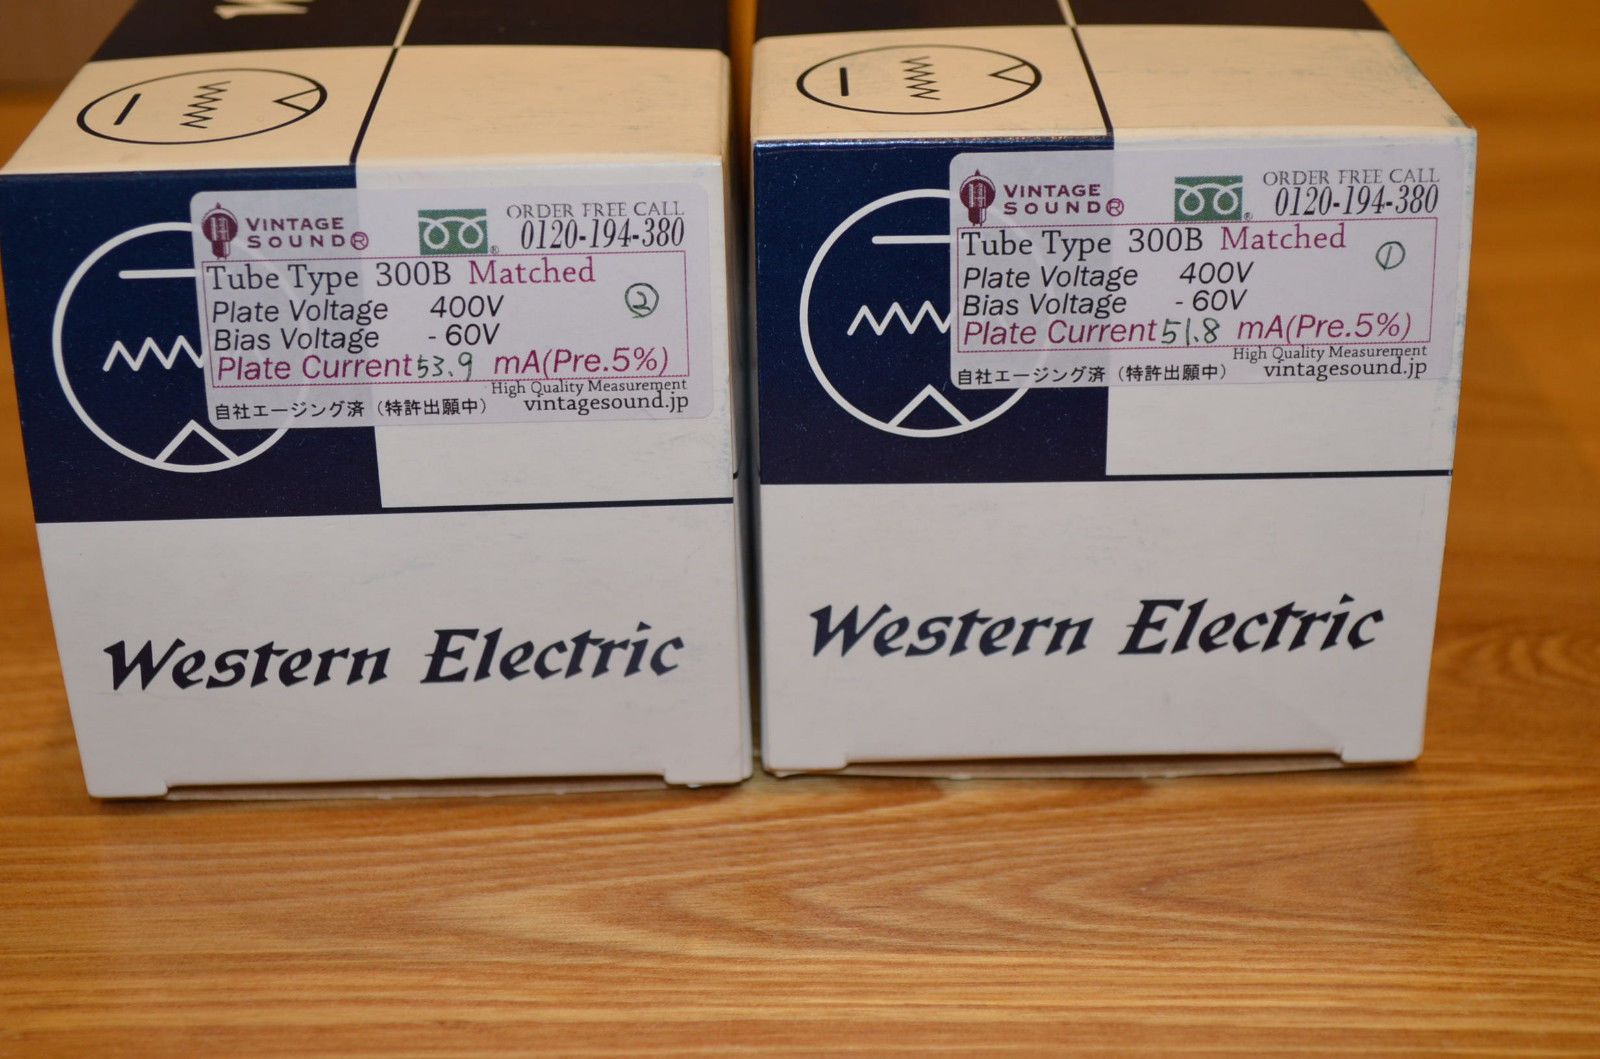 VINTAGE
SOUND®
ORDER FREE CALL
0120-194-380
Tube Type 300B Matched
②
Plate Voltage 400V
Bias Voltage - 60V
Plate Current 53.9 mA(Pre.5%)
High Quality Measurement
自社エージング済（特許出願中） vintagesound.jp
Western Electric
VINTAGE
SOUND®
ORDER FREE CALL
0120-194-380
Tube Type 300B Matched
①
Plate Voltage 400V
Bias Voltage - 60V
Plate Current 51.8 mA(Pre.5%)
High Quality Measurement
自社エージング済（特許出願中） vintagesound.jp
Western Electric